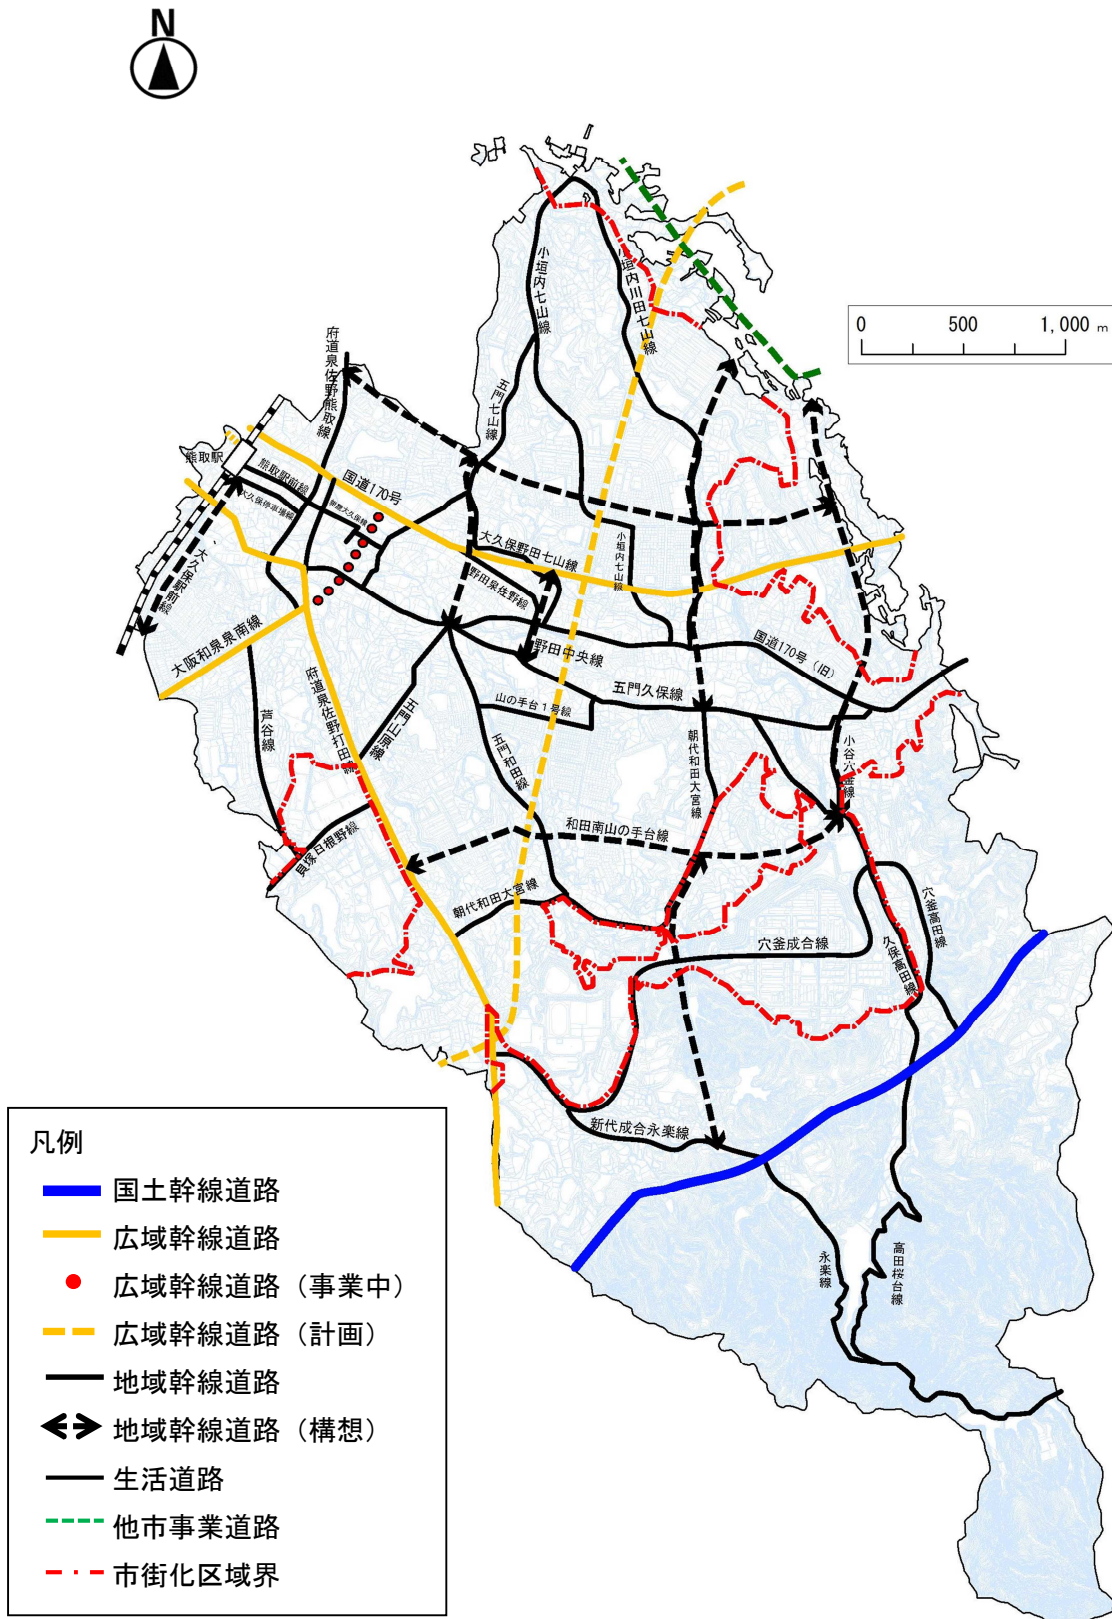 N
0 500 1,000 m
小垣内七山線
小垣内川田七山線
府道泉佐野熊取線
五門七山線
熊取駅
熊取駅前線
国道170号
大久保停車場線
大久保野田七山線
小垣内七山線
野田泉佐野線
、大久保駅前線
大阪和泉泉南線
野田中央線
国道170号（旧）
五門久保線
山の手台１号線
府道泉佐野打田線
五門山原線
芦谷線
五門和田線
朝代和田大宮線
小谷穴釜線
和田南山の手台線
貝塚日根野線
朝代和田大宮線
穴釜成合線
穴釜高田線
久保高田線
新代成合永楽線
永楽線
高田桜台線
凡例
国土幹線道路
広域幹線道路
広域幹線道路（事業中）
広域幹線道路（計画）
地域幹線道路
地域幹線道路（構想）
生活道路
他市事業道路
市街化区域界